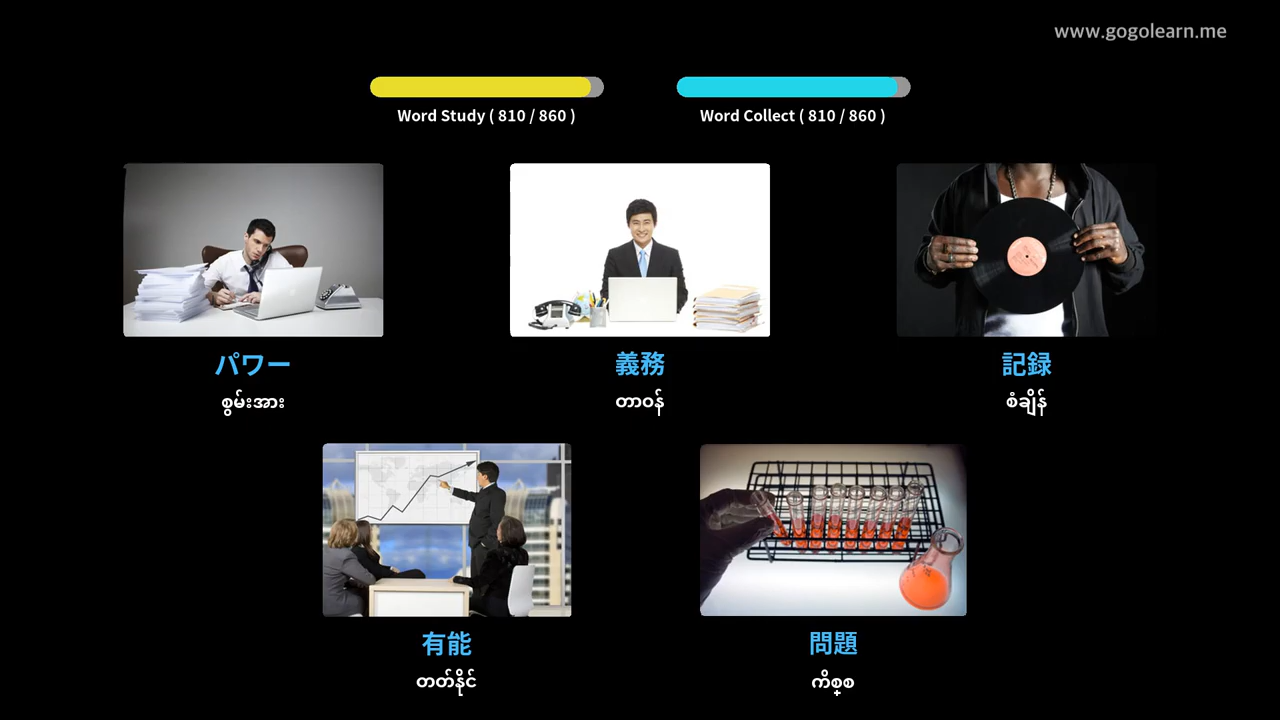 www.gogolearn.me
Word Study ( 810 / 860 )
Word Collect ( 810 / 860 )
パワー
စွမ်းအား
義務
တာဝန်
記録
စံချိန်
有能
တတ်နိုင်
問題
ကိစ္စ